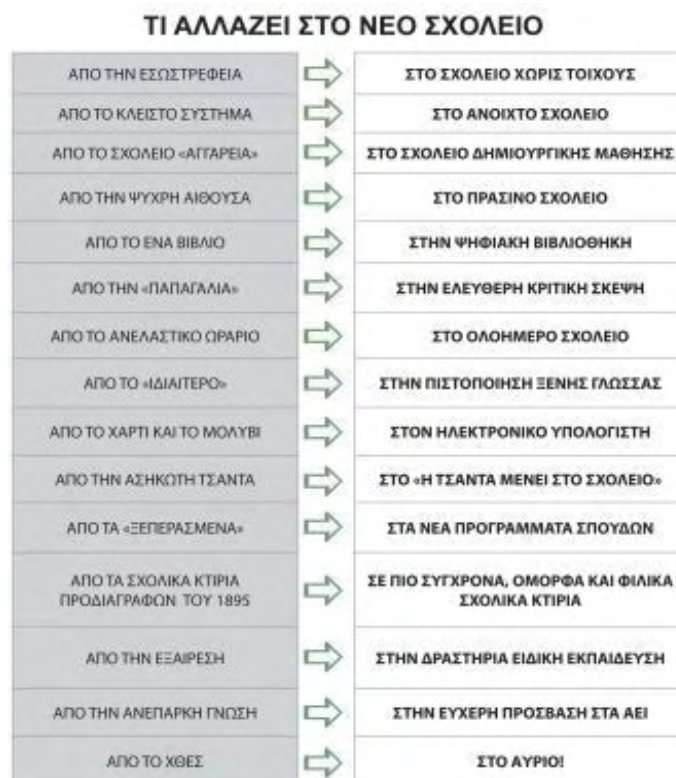 ΤΙ ΑΛΛΑΖΕΙ ΣΤΟ ΝΕΟ ΣΧΟΛΕΙΟ
ΑΠΟ ΤΗΝ ΕΣΩΣΤΡΕΦΕΙΑ ΣΤΟ ΣΧΟΛΕΙΟ ΧΩΡΙΣ ΤΟΙΧΟΥΣ
ΑΠΟ ΤΟ ΚΛΕΙΣΤΟ ΣΥΣΤΗΜΑ ΣΤΟ ΑΝΟΙΧΤΟ ΣΧΟΛΕΙΟ
ΑΠΟ ΤΟ ΣΧΟΛΕΙΟ «ΑΓΓΑΡΕΙΑ» ΣΤΟ ΣΧΟΛΕΙΟ ΔΗΜΙΟΥΡΓΙΚΗΣ ΜΑΘΗΣΗΣ
ΑΠΟ ΤΗΝ ΨΥΧΡΗ ΑΙΘΟΥΣΑ ΣΤΟ ΠΡΑΣΙΝΟ ΣΧΟΛΕΙΟ
ΑΠΟ ΤΟ ΕΝΑ ΒΙΒΛΙΟ ΣΤΗΝ ΨΗΦΙΑΚΗ ΒΙΒΛΙΟΘΗΚΗ
ΑΠΟ ΤΗΝ «ΠΑΠΑΓΑΛΙΑ» ΣΤΗΝ ΕΛΕΥΘΕΡΗ ΚΡΙΤΙΚΗ ΣΚΕΨΗ
ΑΠΟ ΤΟ ΑΝΕΛΑΣΤΙΚΟ ΩΡΑΡΙΟ ΣΤΟ ΟΛΟΗΜΕΡΟ ΣΧΟΛΕΙΟ
ΑΠΟ ΤΟ «ΙΔΙΑΙΤΕΡΟ» ΣΤΗΝ ΠΙΣΤΟΠΟΙΗΣΗ ΞΕΝΗΣ ΓΛΩΣΣΑΣ
ΑΠΟ ΤΟ ΧΑΡΤΙ ΚΑΙ ΤΟ ΜΟΛΥΒΙ ΣΤΟΝ ΗΛΕΚΤΡΟΝΙΚΟ ΥΠΟΛΟΓΙΣΤΗ
ΑΠΟ ΤΗΝ ΑΣΗΚΩΤΗ ΤΣΑΝΤΑ ΣΤΟ «Η ΤΣΑΝΤΑ ΜΕΝΕΙ ΣΤΟ ΣΧΟΛΕΙΟ»
ΑΠΟ ΤΑ «ΞΕΠΕΡΑΣΜΕΝΑ» ΣΤΑ ΝΕΑ ΠΡΟΓΡΑΜΜΑΤΑ ΣΠΟΥΔΩΝ
ΑΠΟ ΤΑ ΣΧΟΛΙΚΑ ΚΤΙΡΙΑ
ΠΡΟΔΙΑΓΡΑΦΩΝ ΤΟΥ 1895
ΣΕ ΠΙΟ ΣΥΓΧΡΟΝΑ, ΟΜΟΡΦΑ ΚΑΙ ΦΙΛΙΚΑ
ΣΧΟΛΙΚΑ ΚΤΙΡΙΑ
ΑΠΟ ΤΗΝ ΕΞΑΙΡΕΣΗ ΣΤΗΝ ΔΡΑΣΤΗΡΙΑ ΕΙΔΙΚΗ ΕΚΠΑΙΔΕΥΣΗ
ΑΠΟ ΤΗΝ ΑΝΕΠΑΡΚΗ ΓΝΩΣΗ ΣΤΗΝ ΕΥΧΕΡΗ ΠΡΟΣΒΑΣΗ ΣΤΑ ΑΕΙ
ΑΠΟ ΤΟ ΧΘΕΣ ΣΤΟ ΑΥΡΙΟ!